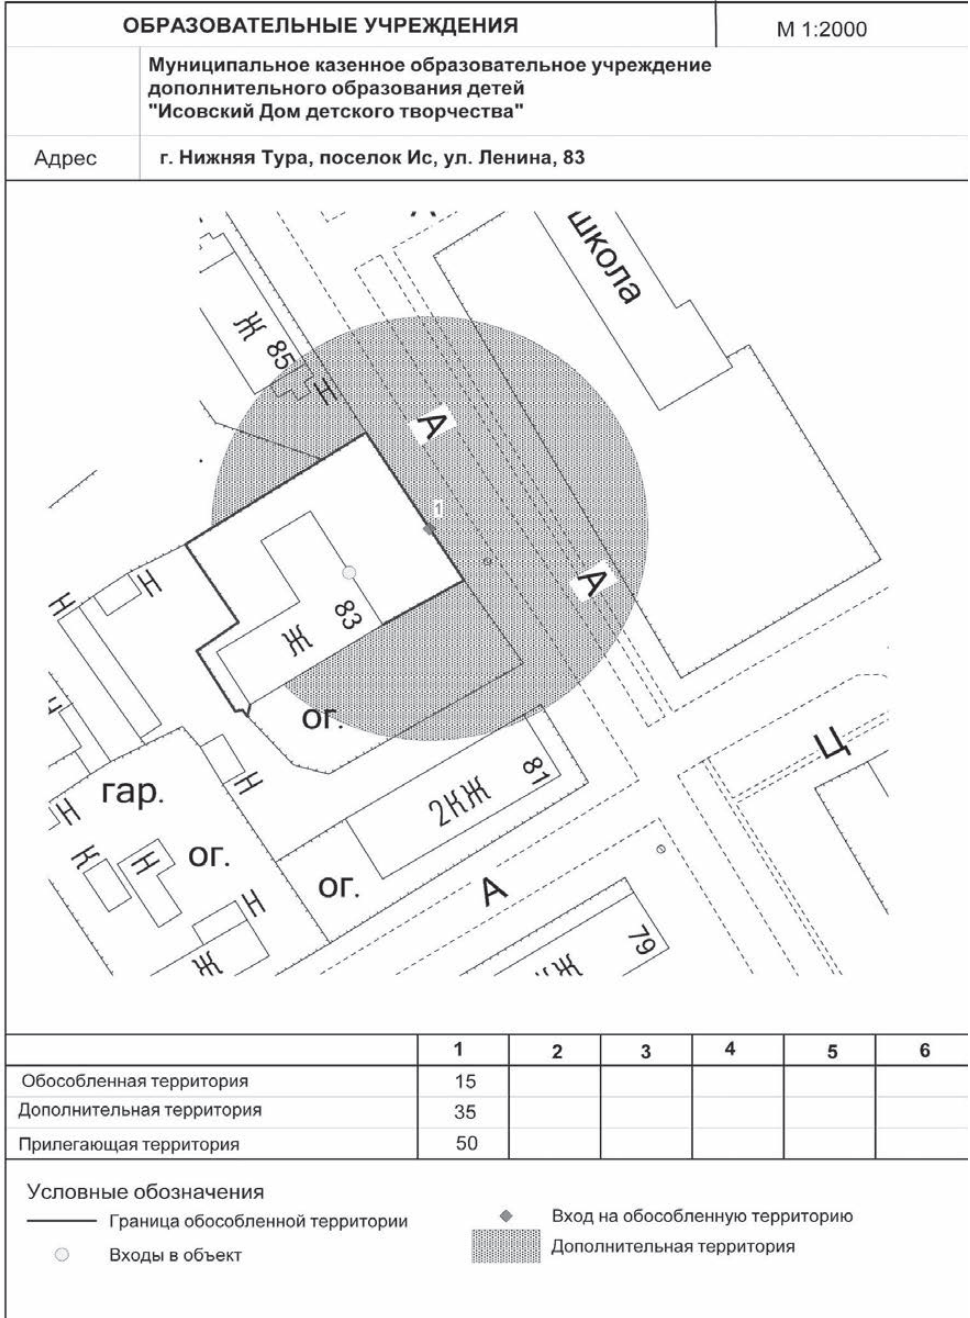 ОБРАЗОВАТЕЛЬНЫЕ УЧРЕЖДЕНИЯ
М 1:2000
Муниципальное казенное образовательное учреждение
дополнительного образования детей
"Исовский Дом детского творчества"
Адрес
г. Нижняя Тура, поселок Ис, ул. Ленина, 83
школа
Ж 85
Н
А
1
А
Н
Н
Ж 83
ог.
Ц
гар.
Н
2КЖ 81
Н
Ж
Н
ог.
ог.
А
Н
Ж
79
1 2 3 4 5 6
Обособленная территория 15
Дополнительная территория 35
Прилегающая территория 50
Условные обозначения
Граница обособленной территории
Вход на обособленную территорию
Входы в объект
Дополнительная территория